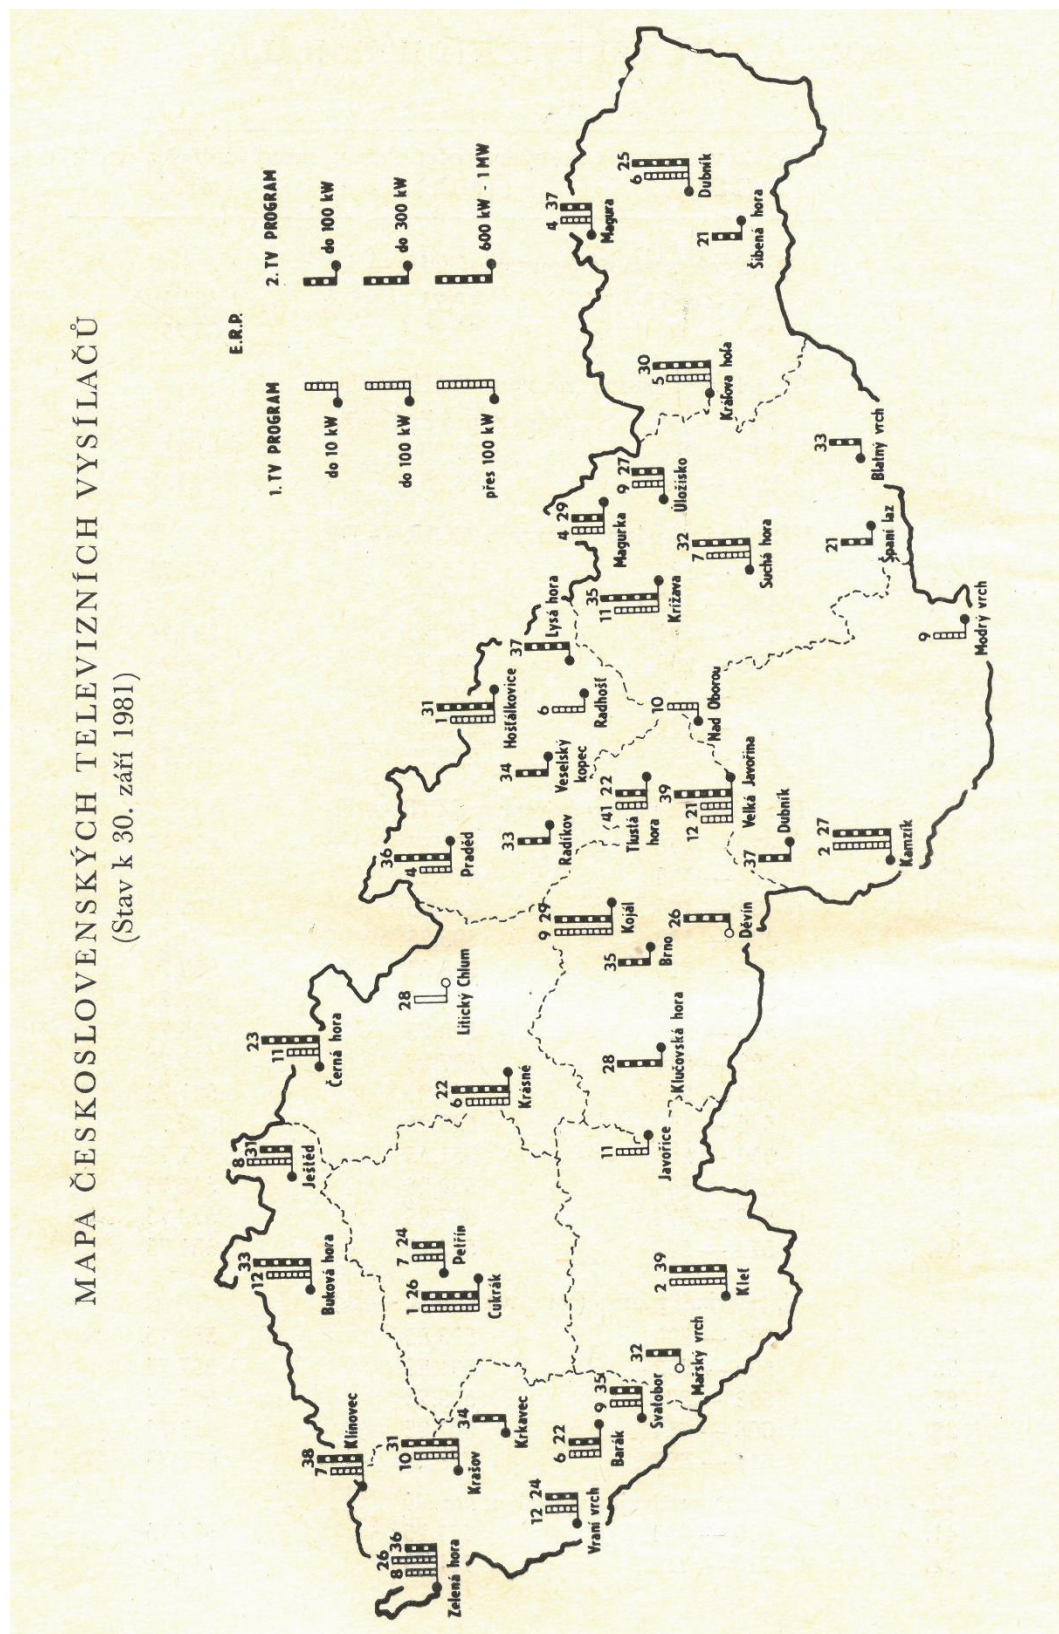 MAPA ČESKOSLOVENSKÝCH TELEVIZNÍCH VYSÍLAČŮ
(Stav k 30. září 1981)
E.R.P.
1. TV PROGRAM
2. TV PROGRAM
do 10 kW
do 100 kW
do 100 kW
do 300 kW
přes 100 kW
600 kW - 1 MW
8 26 36
Zelená hora
7 38
Klínovec
10 31
Krašov
34
Krkavec
12 24
Vraní vrch
6 22
Barák
9 35
Svatobor
32
Mařský vrch
2 39
Kleť
12 33
Buková hora
1 26
Cukrák
7 24
Petřín
8 31
Ještěd
11 23
Černá hora
6 22
Krásné
11
Javořice
28
Klučovská hora
28
Litický Chlum
35
Brno
9 29
Kojál
26
Děvín
4 36
Praděd
33
Radíkov
34
Veselský
kopec
41 22
Tlustá
hora
12 21 39
Velká Javořina
37
Dubník
2 27
Kamzík
1 31
Hošťálkovice
6
Radhošť
37
Lysá hora
10
Nad Oborou
11 35
Križava
4 29
Magurka
9 27
Úložisko
7 32
Suchá hora
9
Modrý vrch
21
Španí laz
33
Blatný vrch
5 30
Kráľova hoľa
4 37
Magura
6 25
Dubník
21
Šibená hora